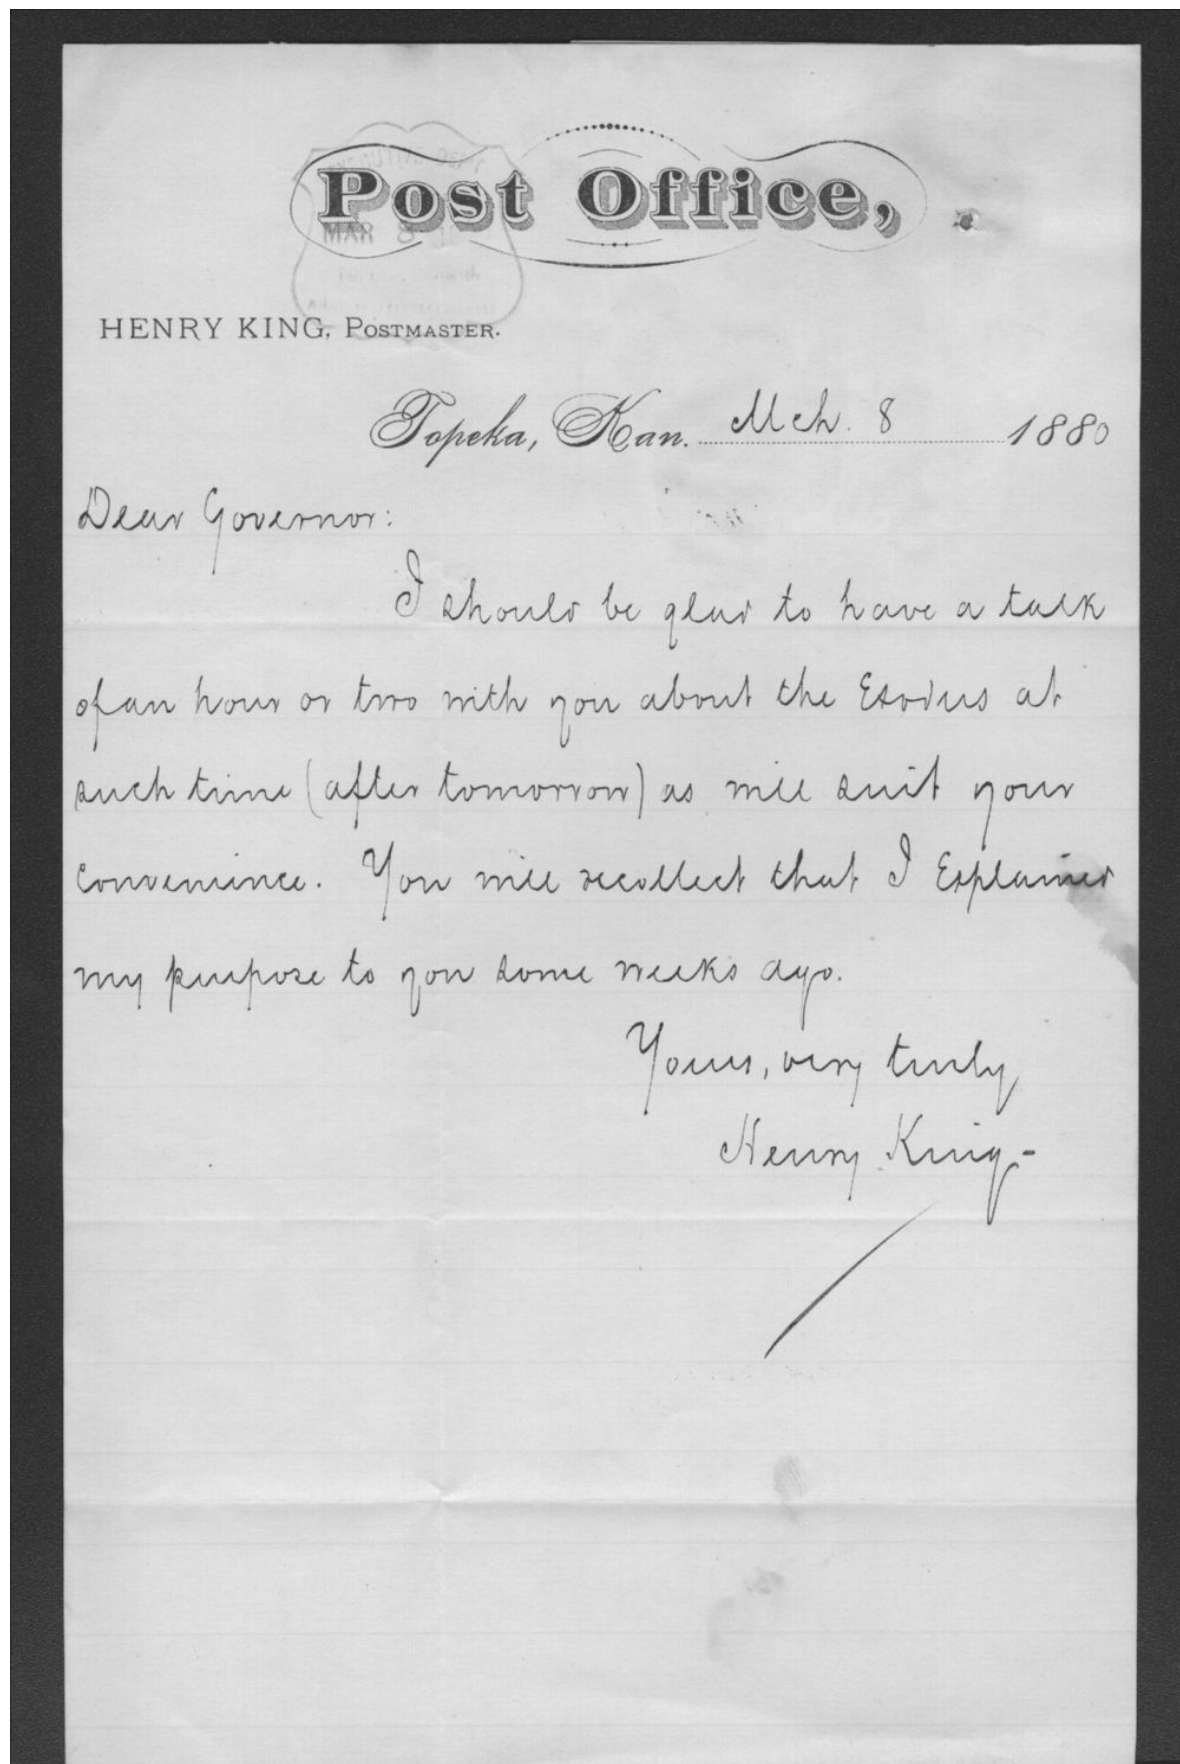 Post Office,
MAR 8
HENRY KING, POSTMASTER.
Topeka, Kan. Mch. 8 1880
Dear Governor:
I should be glad to have a talk
of an hour or two with you about the Exodus at
such time (after tomorrow) as will suit your
convenience. You will recollect that I Explained
my purpose to you some weeks ago.
Yours, very truly
Henry King-